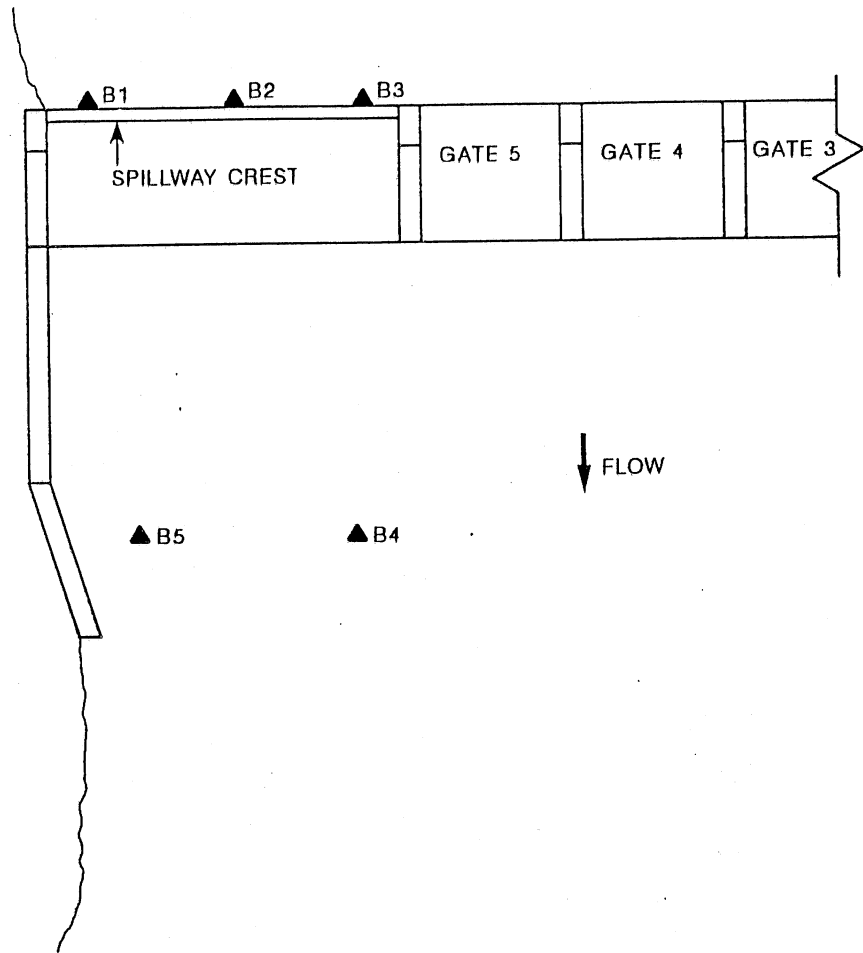 B1
B2
B3
GATE 5
GATE 4
GATE 3
SPILLWAY CREST
FLOW
B5
B4